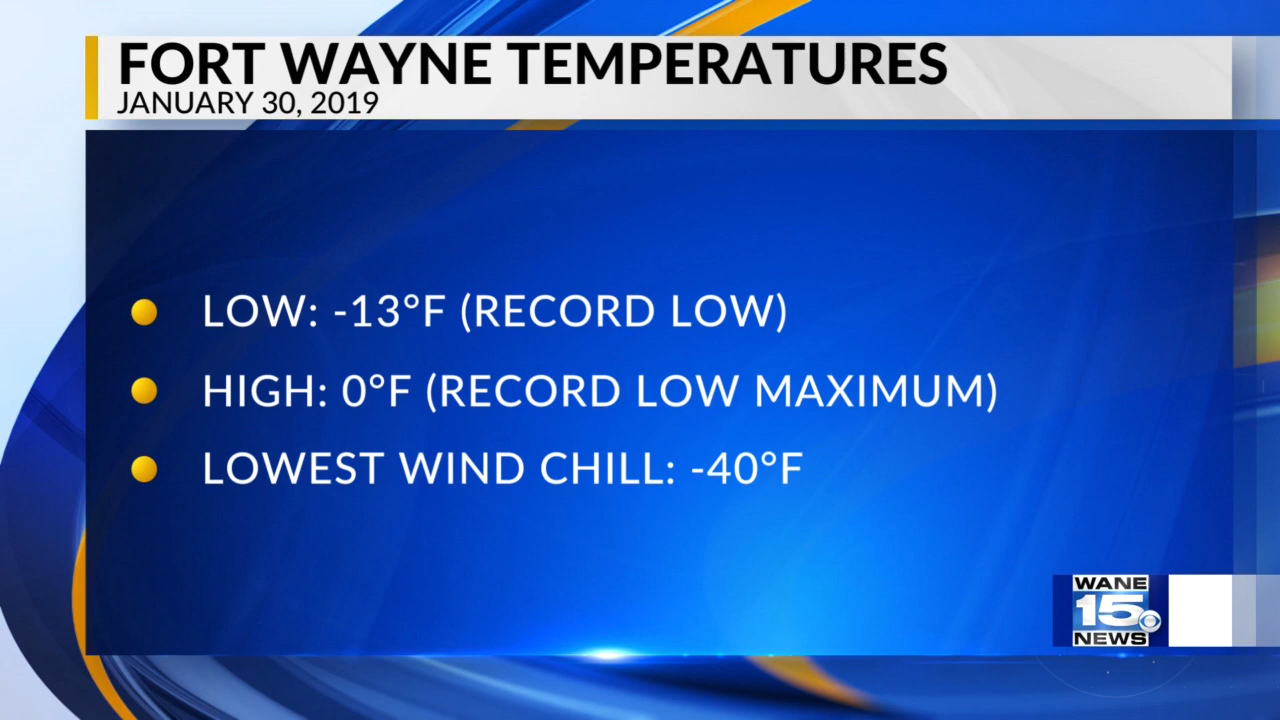 FORT WAYNE TEMPERATURES
JANUARY 30, 2019
LOW: -13°F (RECORD LOW)
HIGH: 0°F (RECORD LOW MAXIMUM)
LOWEST WIND CHILL: -40°F
WANE
15
NEWS